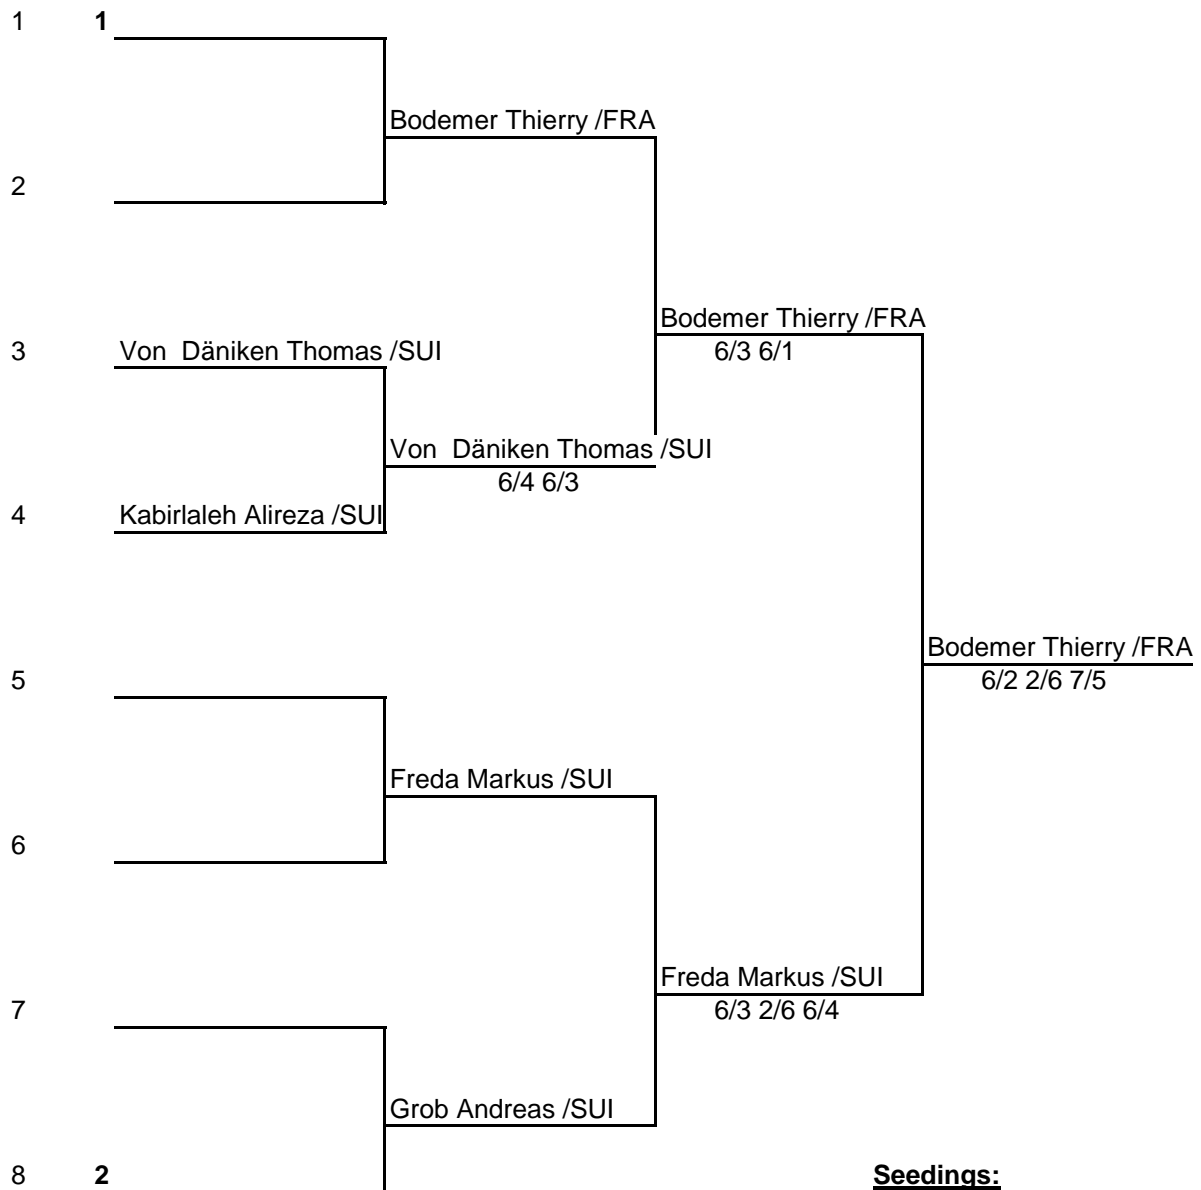 1 1
Bodemer Thierry /FRA
2
Bodemer Thierry /FRA
3 Von Däniken Thomas /SUI
6/3 6/1
Von Däniken Thomas /SUI
6/4 6/3
4 Kabirlaleh Alireza /SUI
Bodemer Thierry /FRA
5
6/2 2/6 7/5
Freda Markus /SUI
6
Freda Markus /SUI
7
6/3 2/6 6/4
Grob Andreas /SUI
8 2 Seedings: